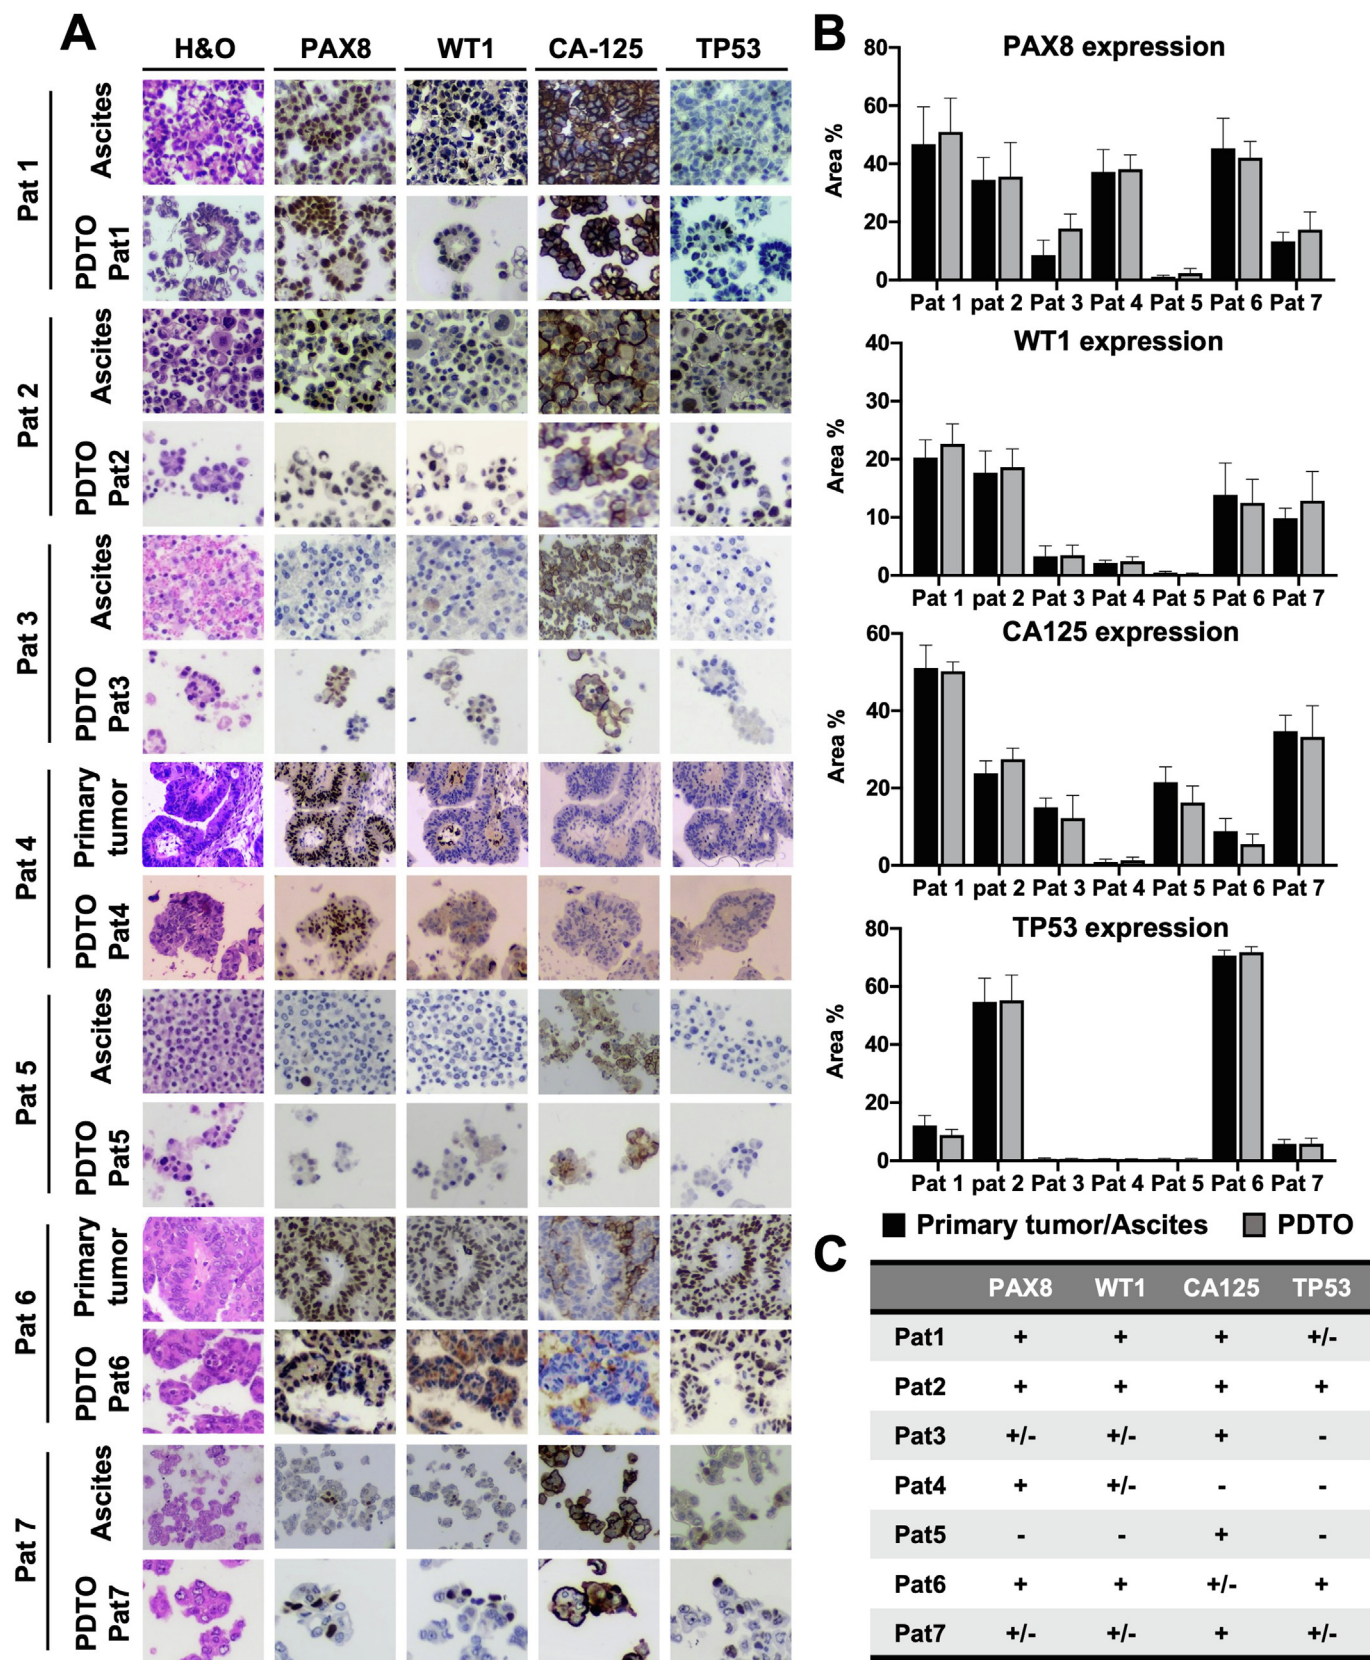 A
H&O PAX8 WT1 CA-125 TP53
Pat 1
Ascites
PDTO
Pat1
Pat 2
Ascites
PDTO
Pat2
Pat 3
Ascites
PDTO
Pat3
Pat 4
Primary
tumor
PDTO
Pat4
Pat 5
Ascites
PDTO
Pat5
Pat 6
Primary
tumor
PDTO
Pat6
Pat 7
Ascites
PDTO
Pat7
B
PAX8 expression
Area %
80
60
40
20
0
Pat 1 pat 2 Pat 3 Pat 4 Pat 5 Pat 6 Pat 7
WT1 expression
Area %
40
30
20
10
0
Pat 1 pat 2 Pat 3 Pat 4 Pat 5 Pat 6 Pat 7
CA125 expression
Area %
60
40
20
0
Pat 1 pat 2 Pat 3 Pat 4 Pat 5 Pat 6 Pat 7
TP53 expression
Area %
80
60
40
20
0
Pat 1 pat 2 Pat 3 Pat 4 Pat 5 Pat 6 Pat 7
Primary tumor/Ascites PDTO
C
PAX8 WT1 CA125 TP53
Pat1 + + + +/-
Pat2 + + + +
Pat3 +/- +/- + -
Pat4 + +/- - -
Pat5 - - + -
Pat6 + + +/- +
Pat7 +/- +/- + +/-